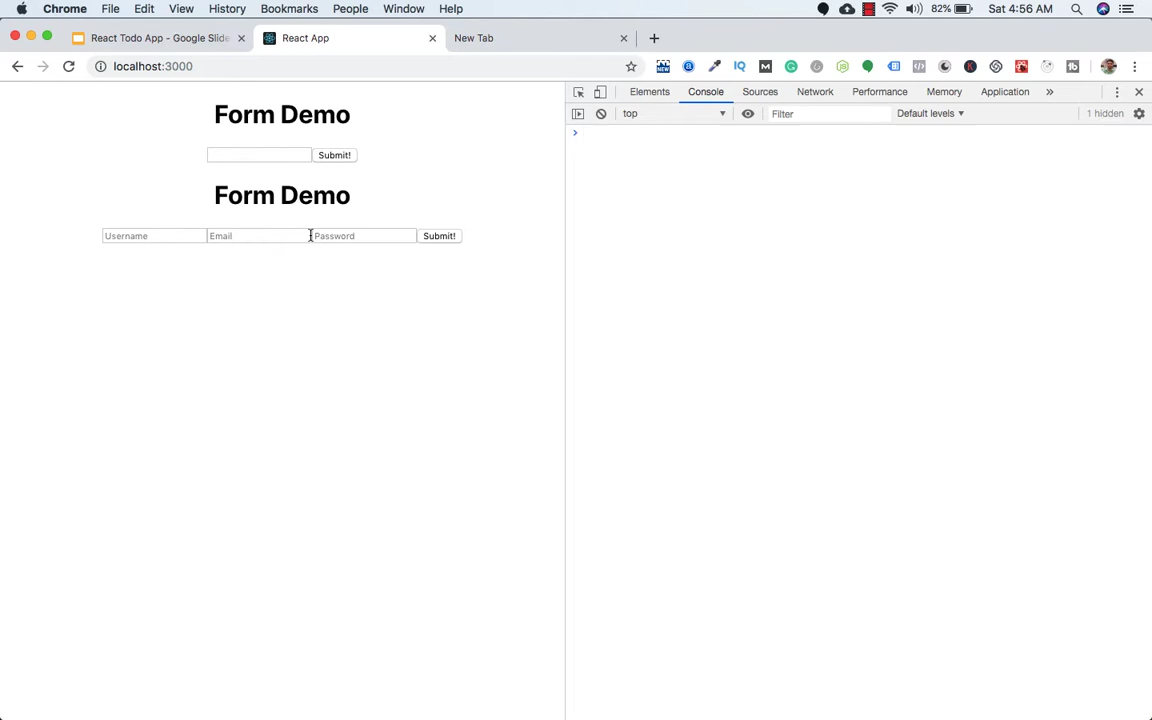 Chrome File Edit View History Bookmarks People Window Help 82% Sat 4:56 AM
React Todo App - Google Slide React App New Tab
localhost:3000
Elements Console Sources Network Performance Memory Application
top Filter Default levels 1 hidden
Form Demo
Submit!
Form Demo
Username Email Password Submit!